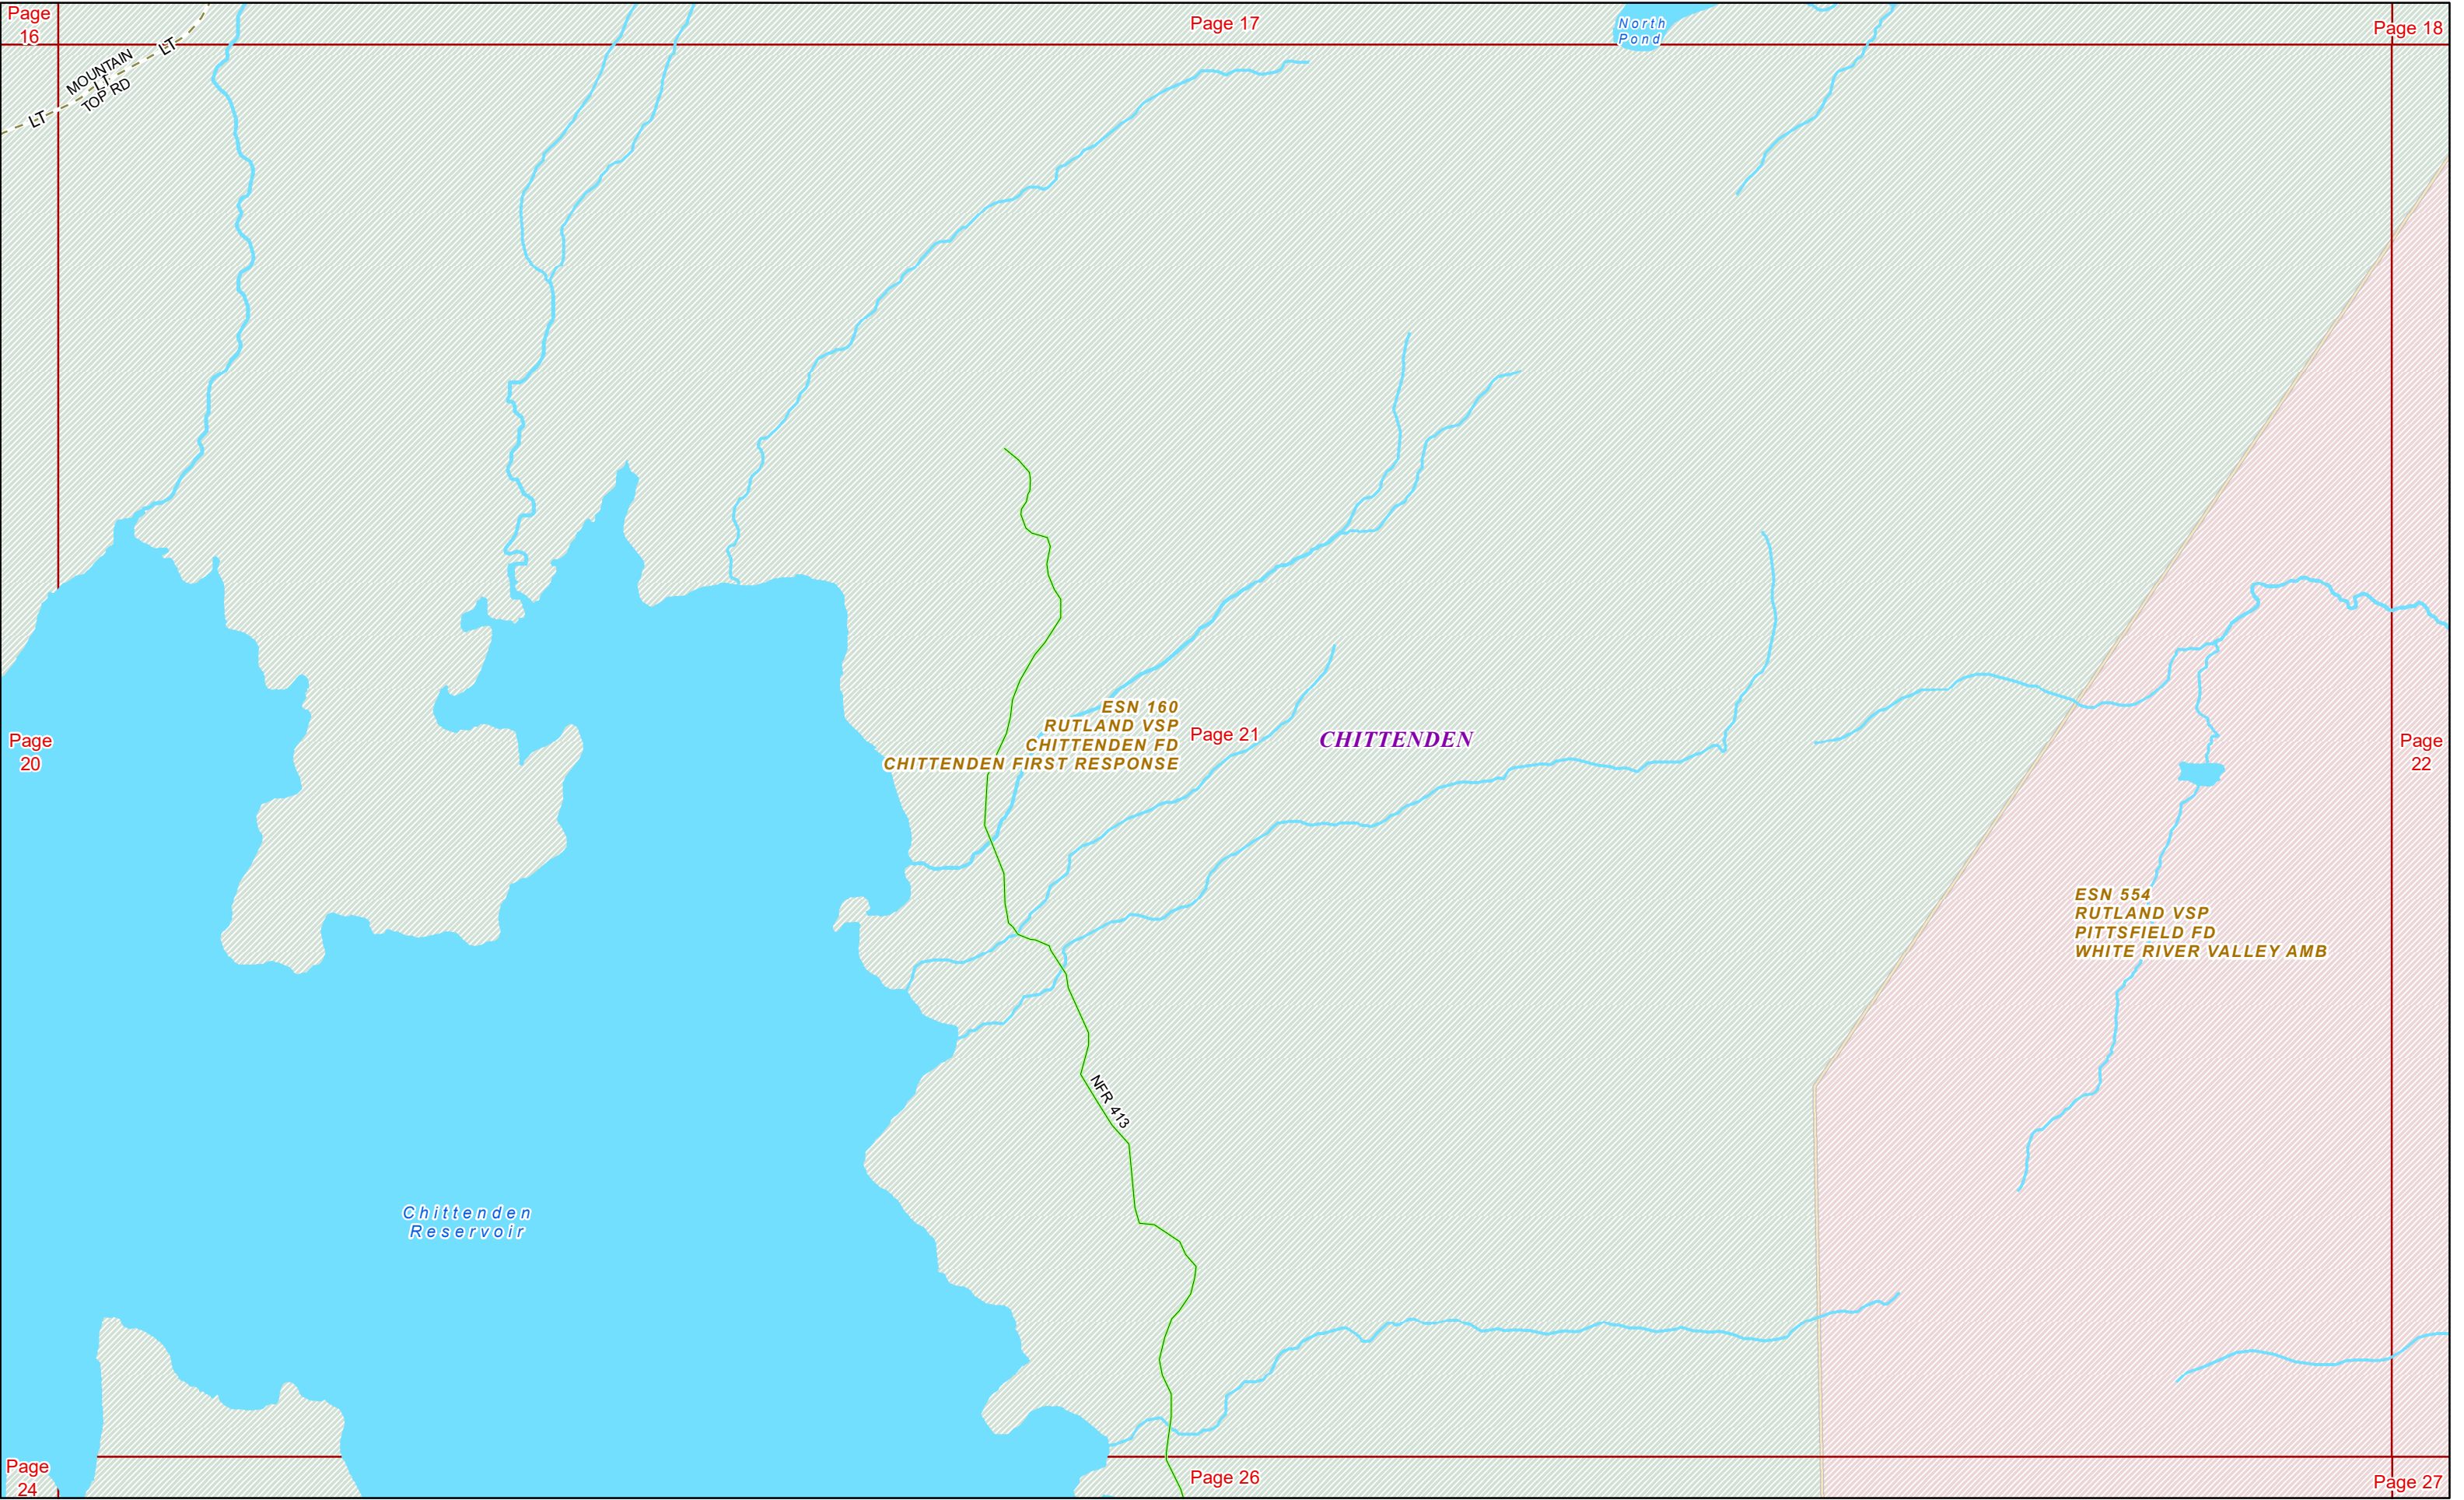 Page
16
Page 17
North
Pond
Page 18
LT
MOUNTAIN
LT
TOP RD
LT
ESN 160
RUTLAND VSP
CHITTENDEN FD
CHITTENDEN FIRST RESPONSE
Page 21
CHITTENDEN
Page
20
Page
22
ESN 554
RUTLAND VSP
PITTSFIELD FD
WHITE RIVER VALLEY AMB
NFR 413
Chittenden
Reservoir
Page
24
Page 26
Page 27